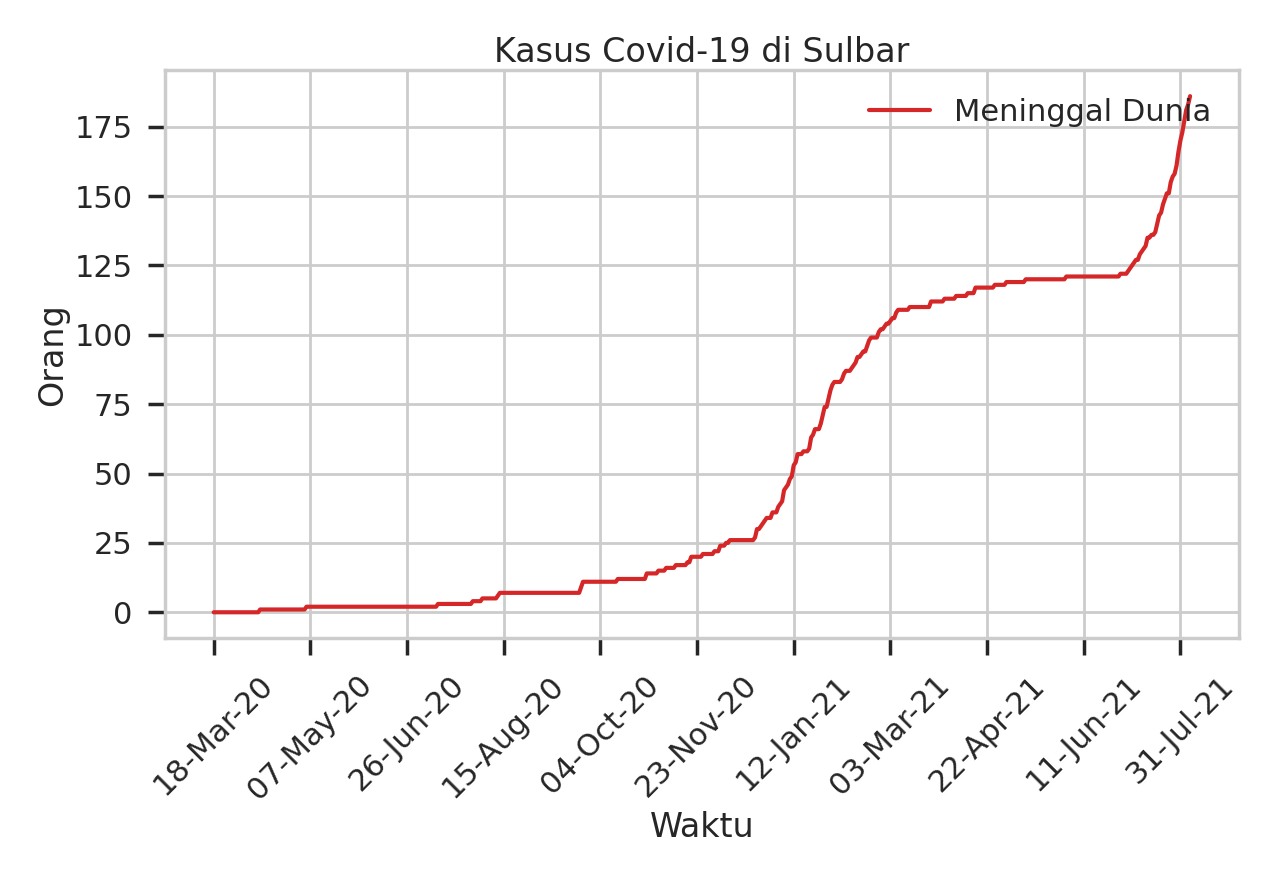 Kasus Covid-19 di Sulbar
Meninggal Dunia
Orang
175
150
125
100
75
50
25
0
18-Mar-20
07-May-20
26-Jun-20
15-Aug-20
04-Oct-20
23-Nov-20
12-Jan-21
03-Mar-21
22-Apr-21
11-Jun-21
31-Jul-21
Waktu